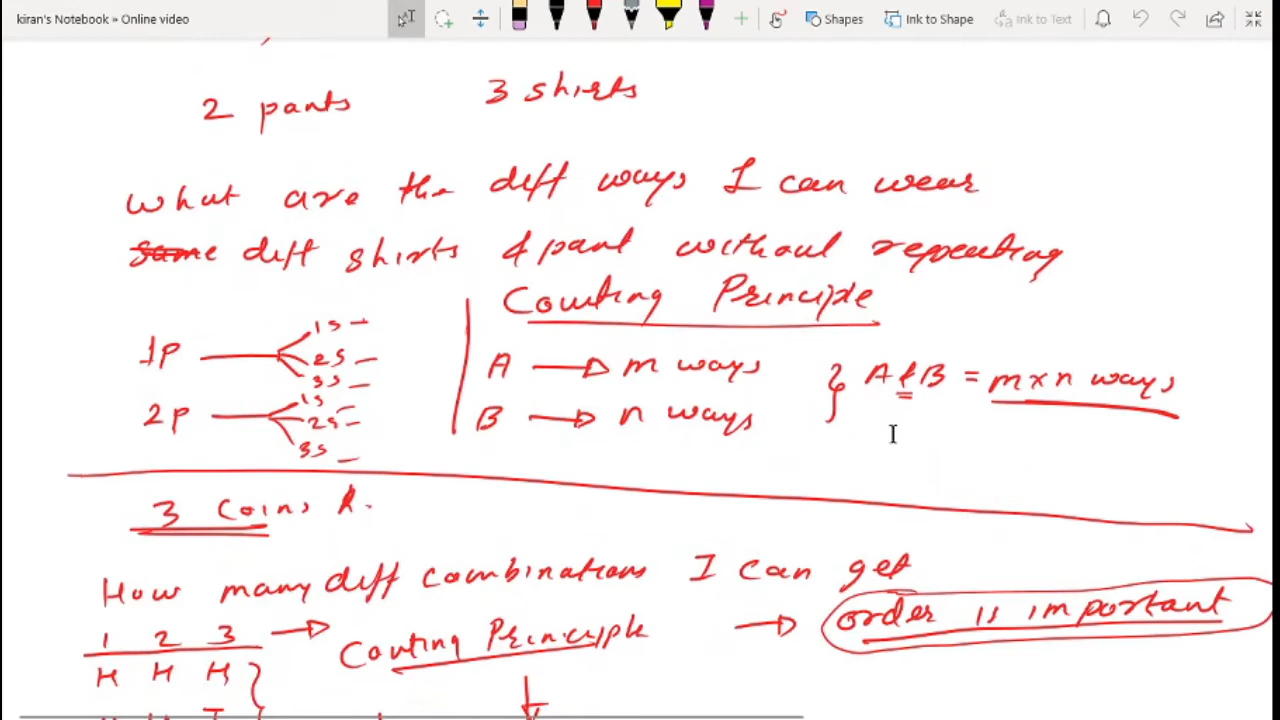 kiran's Notebook » Online video
Shapes
Ink to Shape
Ink to Text
2 pants 3 shirts
What are the diff ways I can wear
same diff shirts & pant without repeating
Counting Principle
1P 1S
2S
3S
2P 1S
2S
3S
A → m ways
B → n ways
} A & B = m x n ways
3 Coins
How many diff combinations I can get
1 2 3 → Couting Principle → order is important
H H H
T